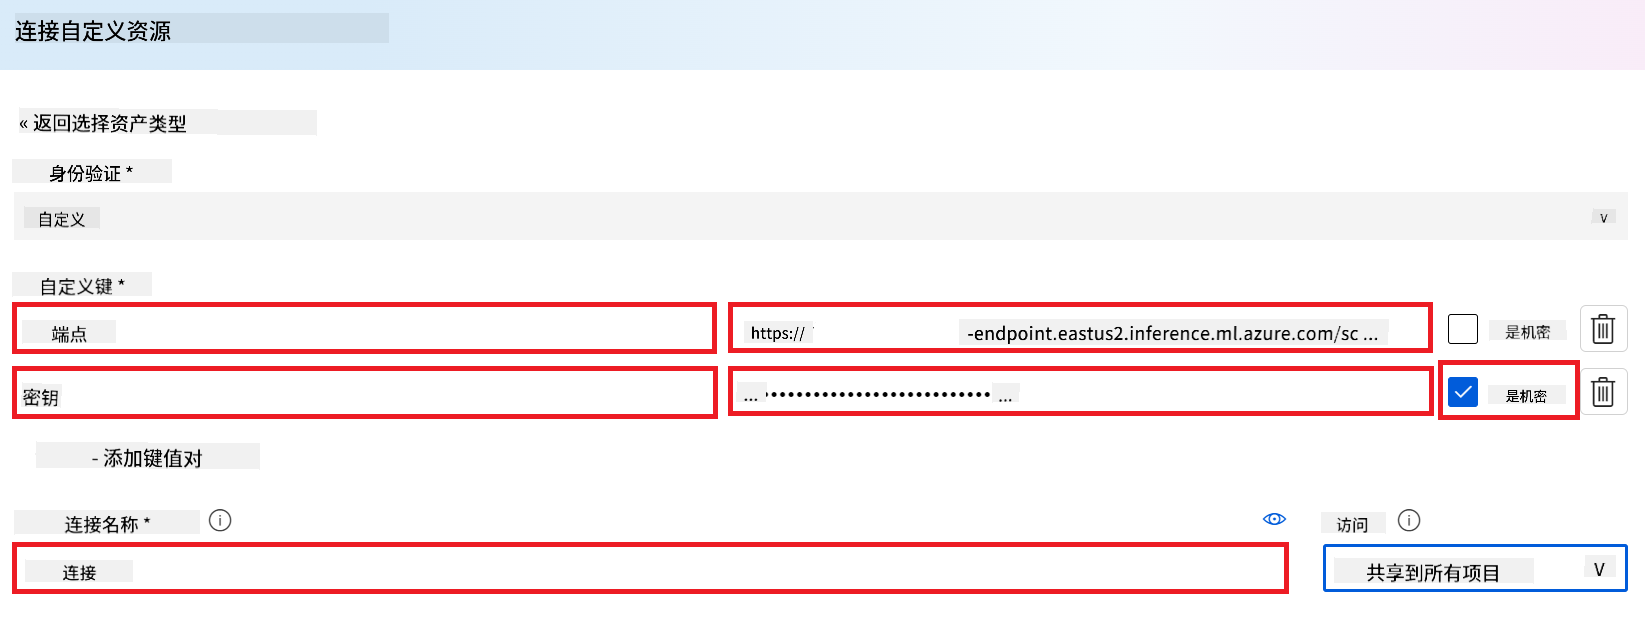 连接自定义资源
« 返回选择资产类型
身份验证 *
自定义 v
自定义键 *
端点 https:// -endpoint.eastus2.inference.ml.azure.com/sc ... 是机密
密钥 ...••••••••••••••••••••••••••••... 是机密
- 添加键值对
连接名称 * 访问
连接 共享到所有项目 V